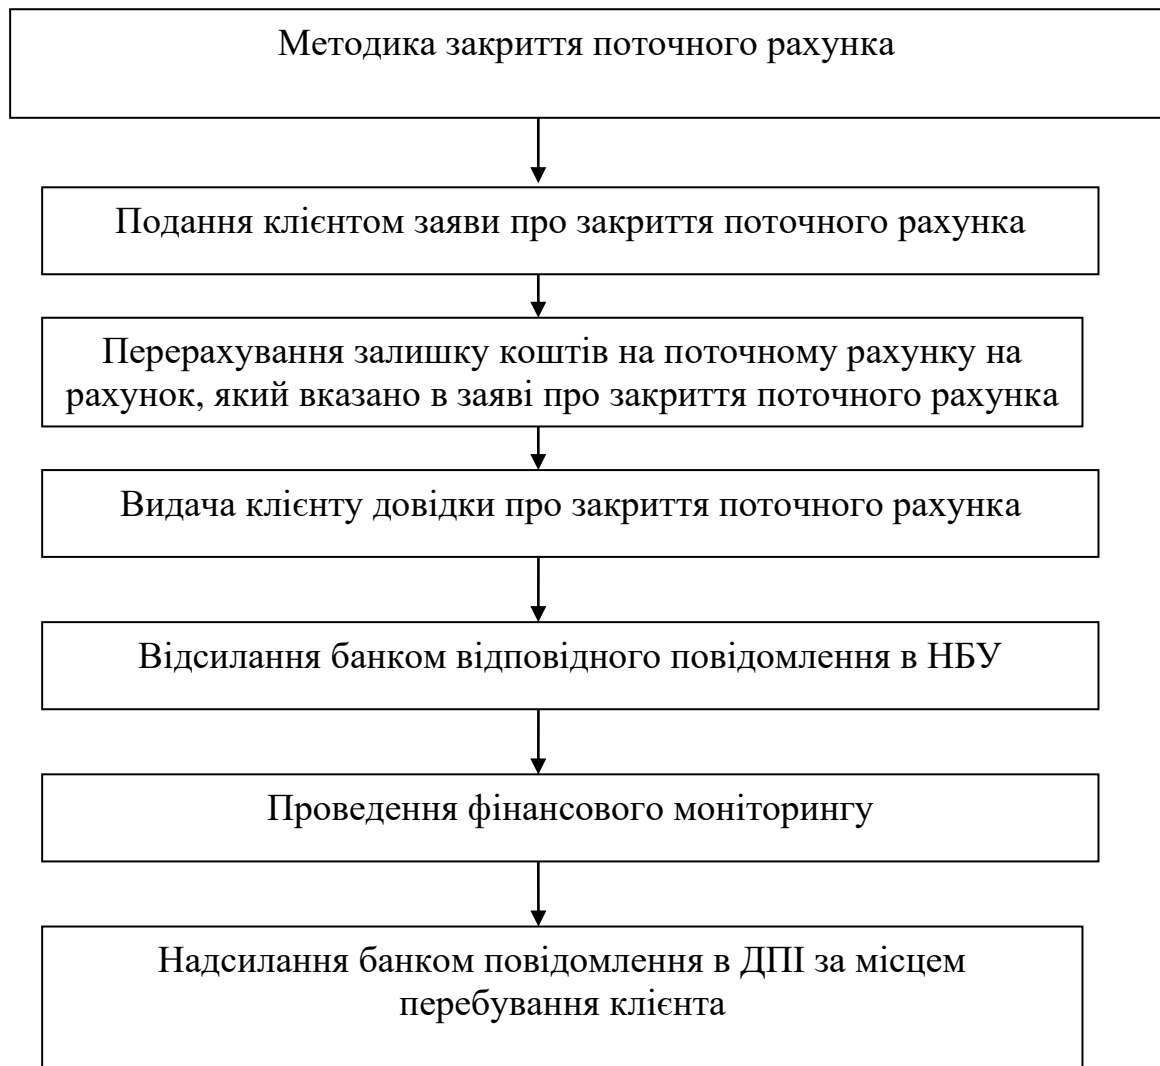 Методика закриття поточного рахунка
Подання клієнтом заяви про закриття поточного рахунка
Перерахування залишку коштів на поточному рахунку на
рахунок, який вказано в заяві про закриття поточного рахунка
Видача клієнту довідки про закриття поточного рахунка
Відсилання банком відповідного повідомлення в НБУ
Проведення фінансового моніторингу
Надсилання банком повідомлення в ДПІ за місцем
перебування клієнта